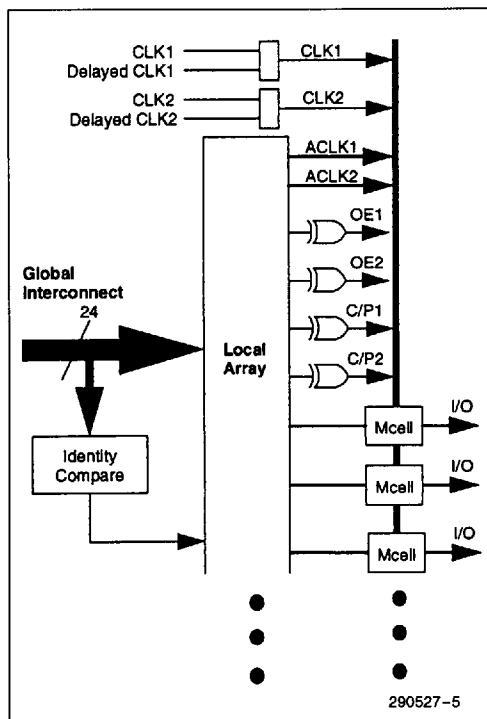 CLK1
Delayed CLK1
CLK1
CLK2
Delayed CLK2
CLK2
ACLK1
ACLK2
OE1
OE2
C/P1
C/P2
Global
Interconnect
24
Local
Array
Identity
Compare
Mcell
I/O
Mcell
I/O
Mcell
I/O
290527-5